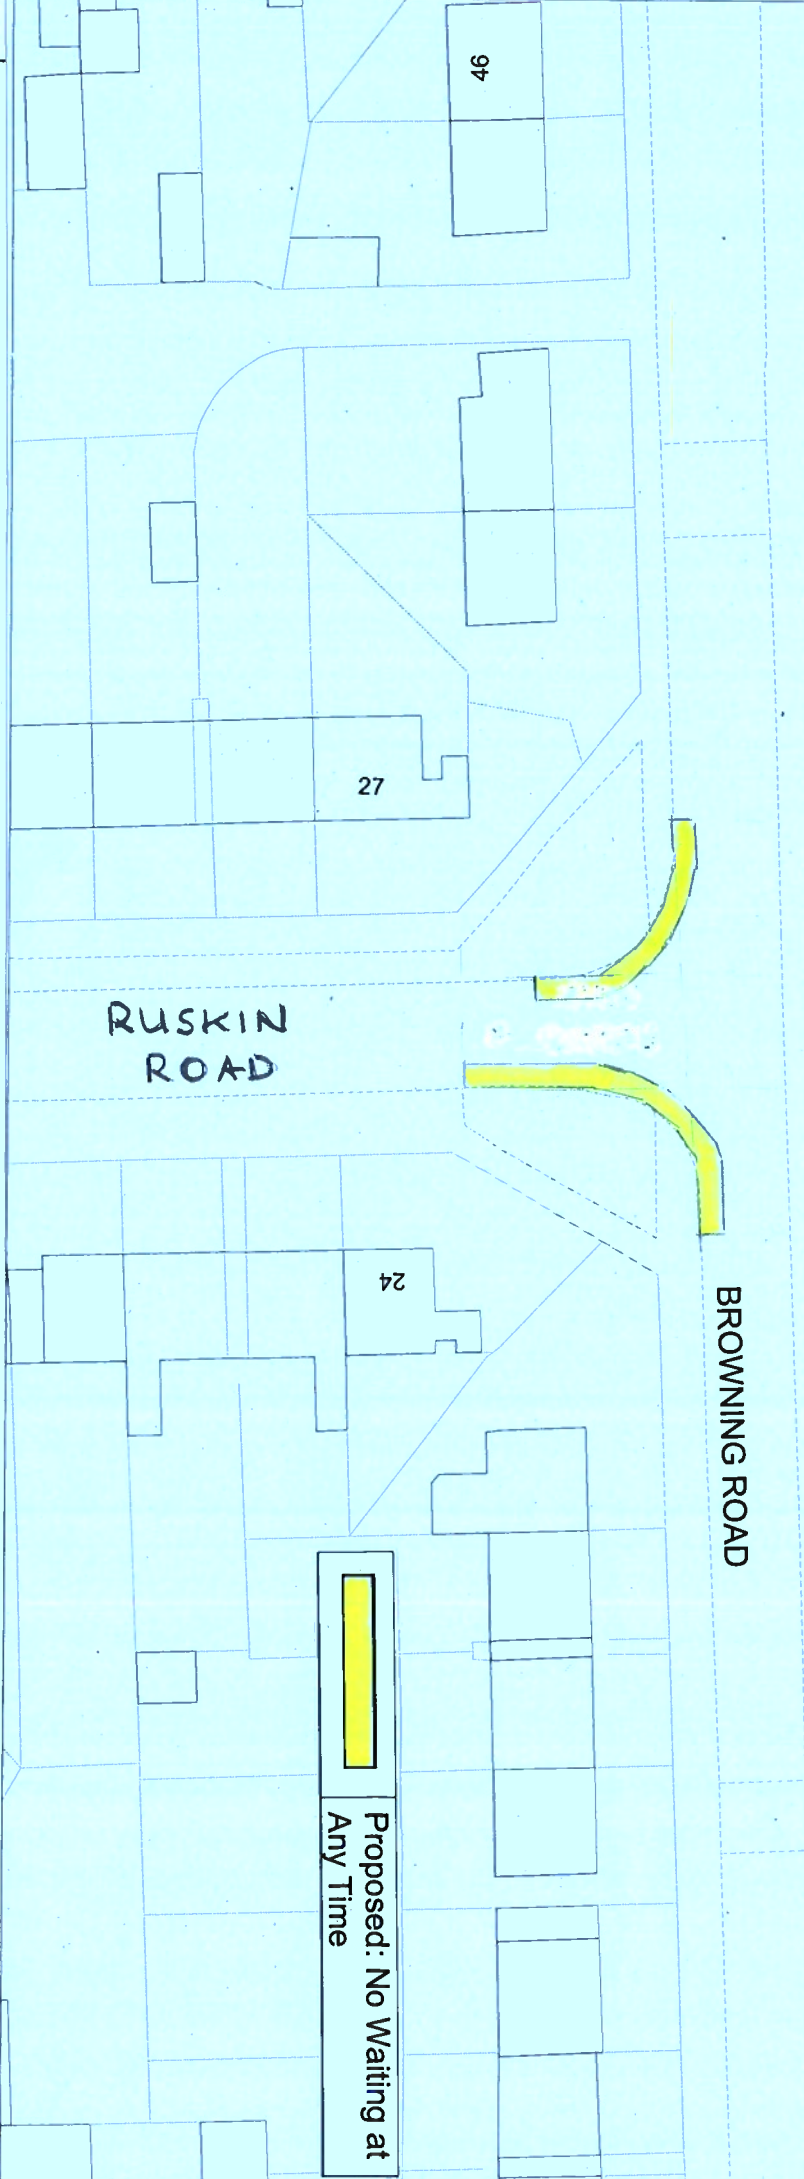 46
27
RUSKIN
ROAD
24
BROWNING ROAD
Proposed: No Waiting at
Any Time